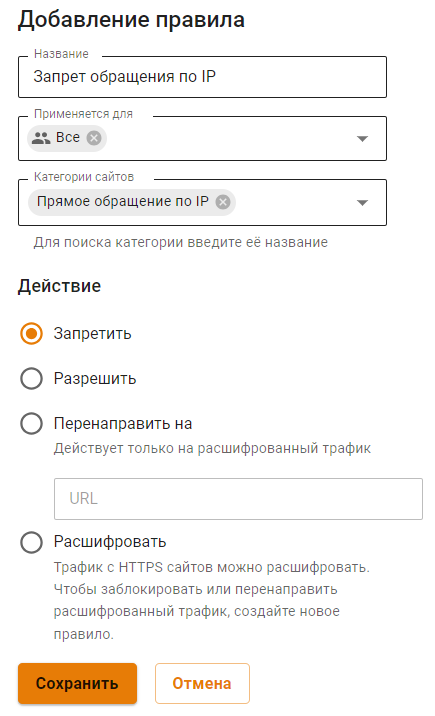 Добавление правила
Название
Запрет обращения по IP
Применяется для
Все
Категории сайтов
Прямое обращение по IP
Для поиска категории введите её название
Действие
Запретить
Разрешить
Перенаправить на
Действует только на расшифрованный трафик
URL
Расшифровать
Трафик с HTTPS сайтов можно расшифровать.
Чтобы заблокировать или перенаправить
расшифрованный трафик, создайте новое
правило.
Сохранить
Отмена